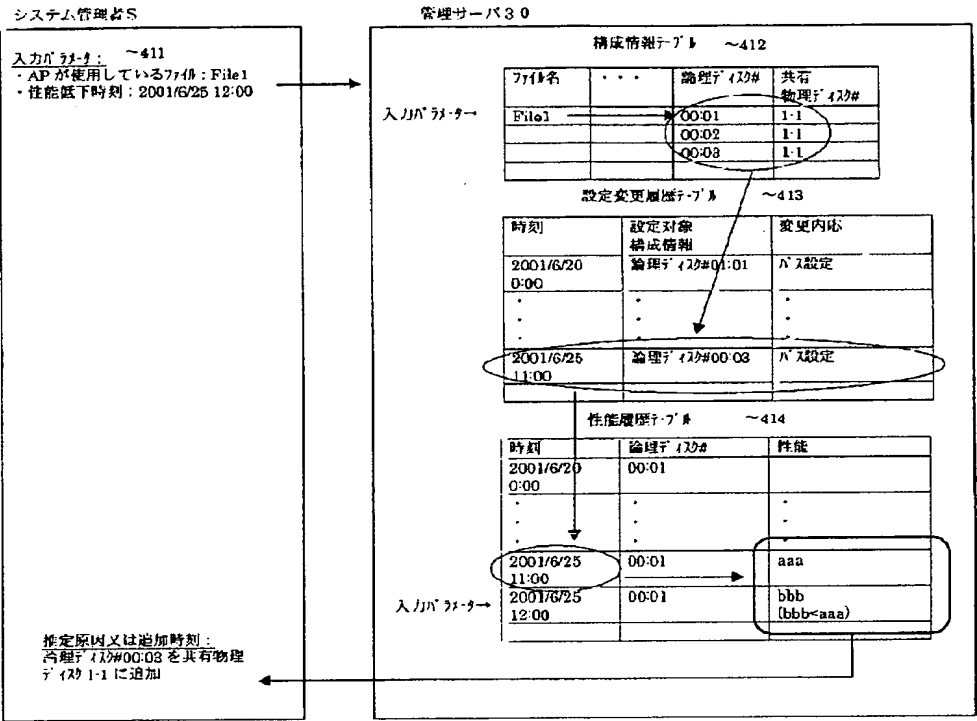 システム管理者S
管理サーバ30
入力パラメータ: ~411
・APが使用しているファイル:File1
・性能低下時刻:2001/6/25 12:00
構成情報テーブル ~412
ファイル名 ・・・ 論理ディスク# 共有
物理ディスク#
入力パラメータ→ File1 00:01 1-1
00:02 1-1
00:03 1-1
設定変更履歴テーブル ~413
時刻 設定対象 変更内応
構成情報
2001/6/20 論理ディスク#01:01 パス設定
0:00
・ ・ ・
・ ・ ・
・ ・ ・
2001/6/25 論理ディスク#00:03 パス設定
11:00
性能履歴テーブル ~414
時刻 論理ディスク# 性能
2001/6/20 00:01
0:00
・ ・ ・
・ ・ ・
・ ・ ・
2001/6/25 00:01 aaa
11:00
入力パラメータ→ 2001/6/25 00:01 bbb
12:00 (bbb<aaa)
推定原因又は追加時刻:
論理ディスク#00:03を共有物理
ディスク1-1に追加